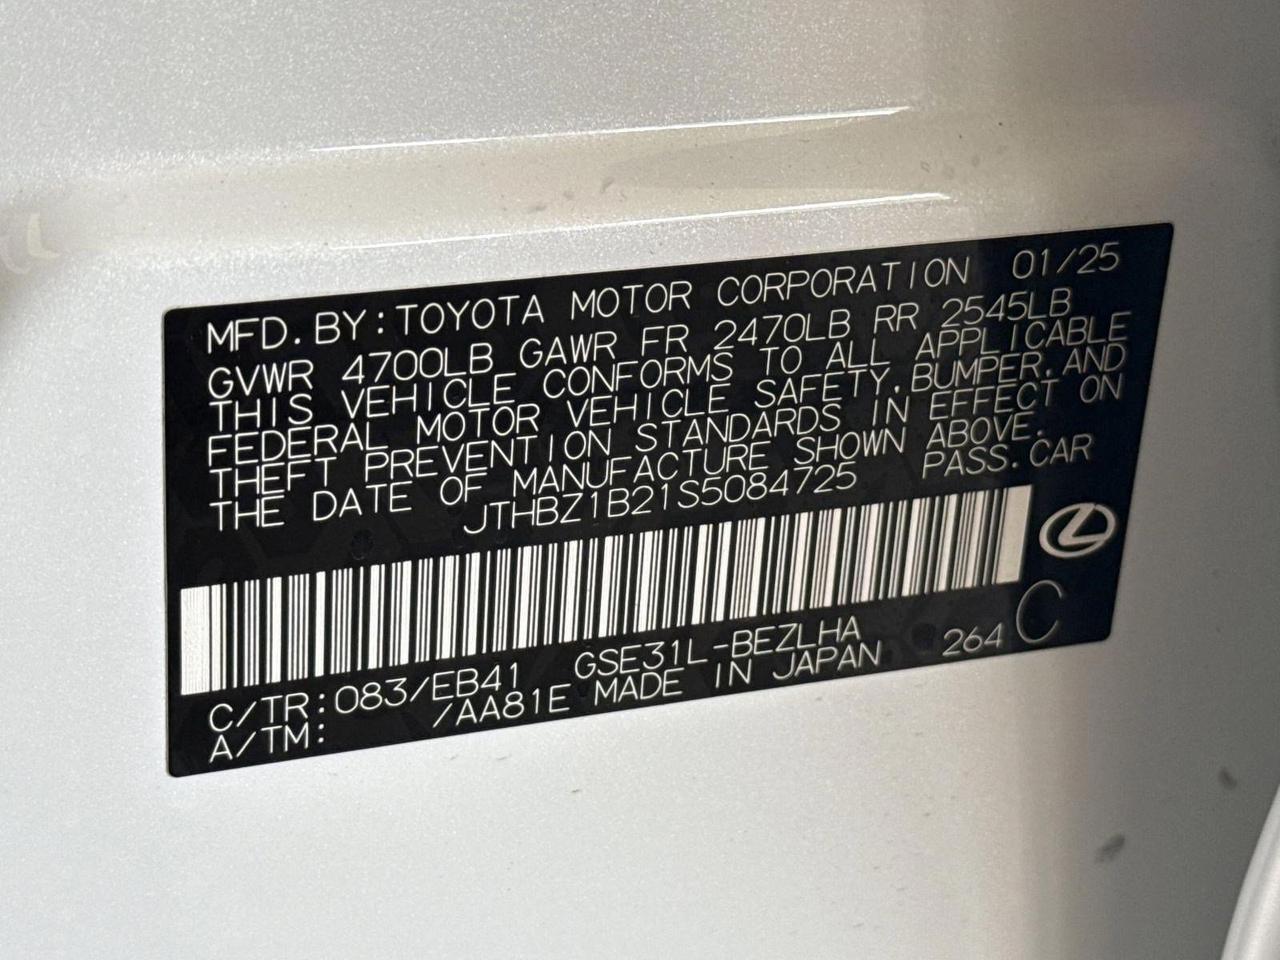 MFD. BY: TOYOTA MOTOR CORPORATION 01/25
GVWR 4700LB GAWR FR 2470LB RR 2545LB
THIS VEHICLE CONFORMS TO ALL APPLICABLE
FEDERAL MOTOR VEHICLE SAFETY, BUMPER, AND
THEFT PREVENTION STANDARDS IN EFFECT ON
THE DATE OF MANUFACTURE SHOWN ABOVE.
JTHBZ1B21S5084725 PASS. CAR
C/TR: 083/EB41 GSE31L-BEZLHA
A/TM: /AA81E MADE IN JAPAN 264 C